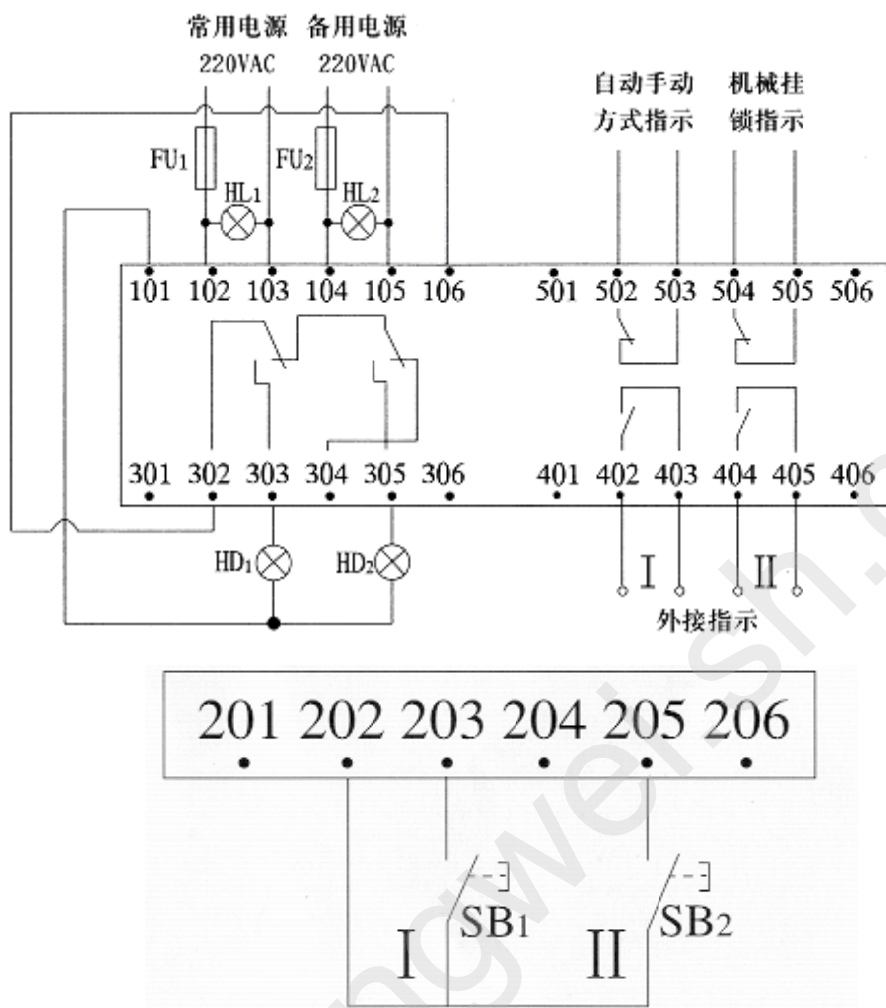 常用电源 备用电源
220VAC 220VAC
自动手动 机械挂
方式指示 锁指示
FU1 FU2
HL1 HL2
101 102 103 104 105 106 501 502 503 504 505 506
301 302 303 304 305 306 401 402 403 404 405 406
HD1 HD2 I II
外接指示
201 202 203 204 205 206
I SB1 II SB2